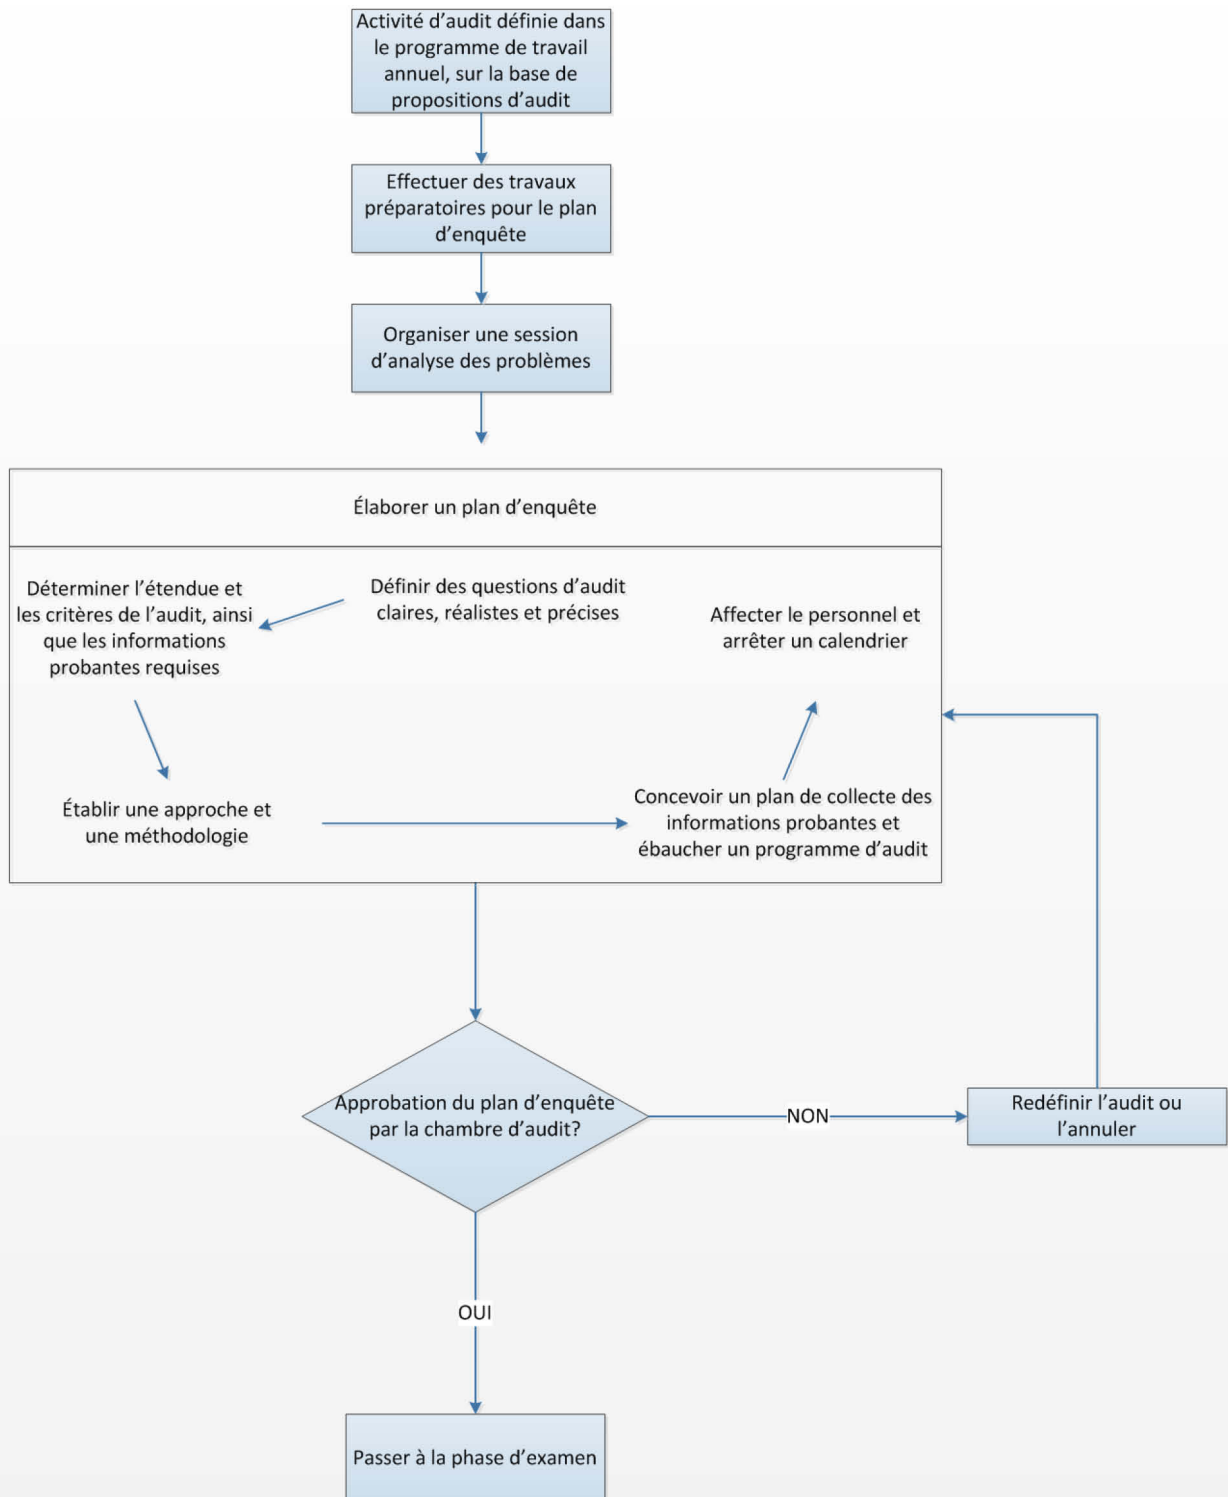 Activité d’audit définie dans
le programme de travail
annuel, sur la base de
propositions d’audit
Effectuer des travaux
préparatoires pour le plan
d’enquête
Organiser une session
d’analyse des problèmes
Élaborer un plan d’enquête
Définir des questions d’audit
claires, réalistes et précises
Déterminer l’étendue et
les critères de l’audit, ainsi
que les informations
probantes requises
Établir une approche et
une méthodologie
Concevoir un plan de collecte des
informations probantes et
ébaucher un programme d’audit
Affecter le personnel et
arrêter un calendrier
Approbation du plan d’enquête
par la chambre d’audit?
NON
Redéfinir l’audit ou
l’annuler
OUI
Passer à la phase d’examen